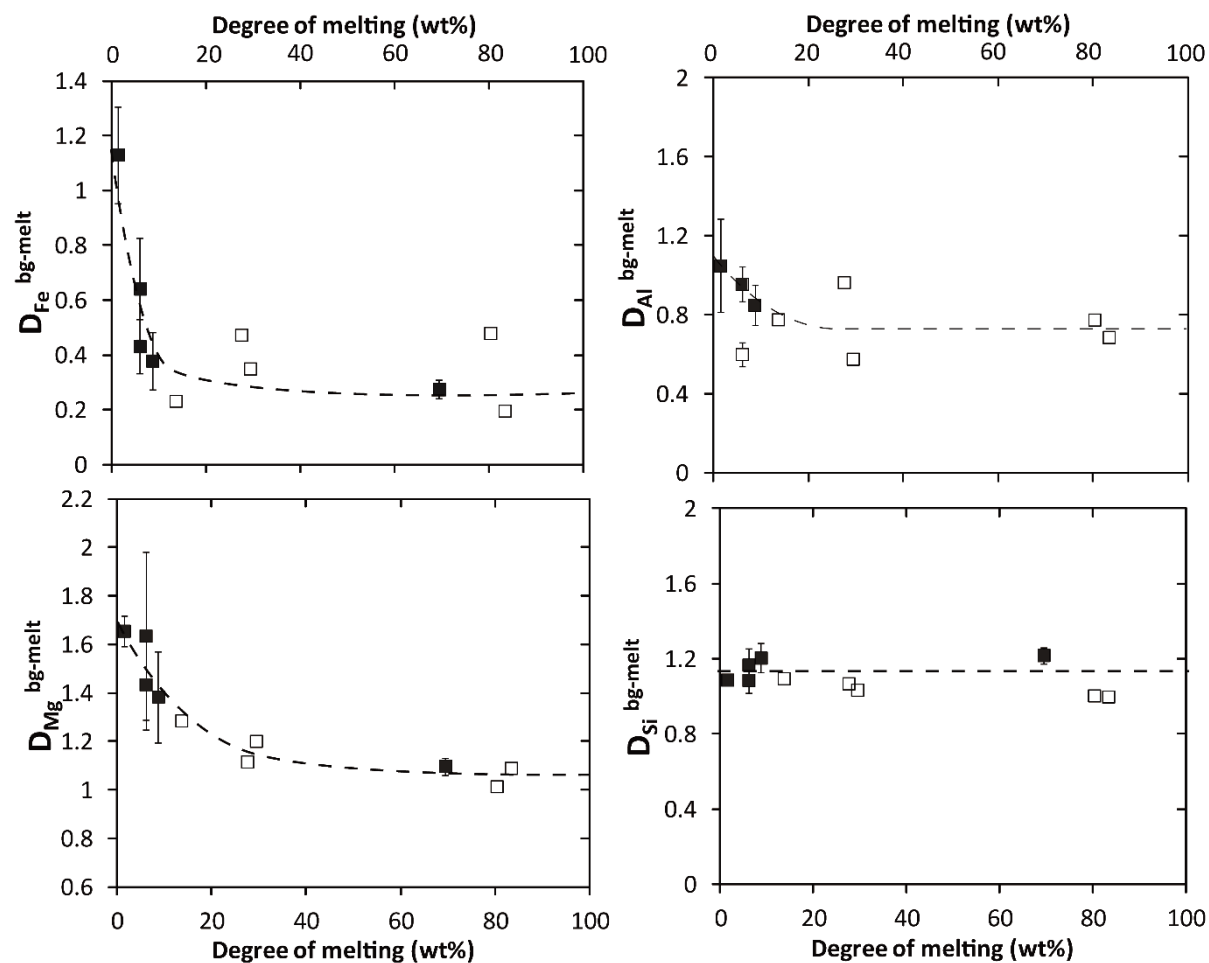 Degree of melting (wt%)
0 20 40 60 80 100
1.4
1.2
1
0.8
0.6
0.4
0.2
0
D_Fe^bg-melt
Degree of melting (wt%)
0 20 40 60 80 100
2
1.6
1.2
0.8
0.4
0
D_Al^bg-melt
2.2
2
1.8
1.6
1.4
1.2
1
0.8
0.6
D_Mg^bg-melt
0 20 40 60 80 100
Degree of melting (wt%)
2
1.6
1.2
0.8
0.4
0
D_Si^bg-melt
0 20 40 60 80 100
Degree of melting (wt%)